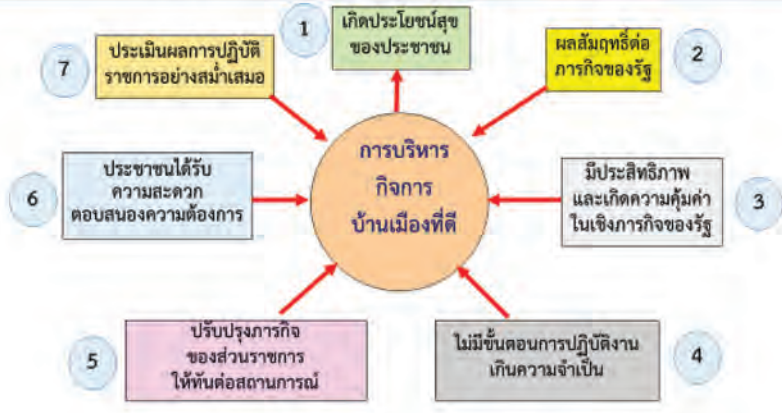 1
เกิดประโยชน์สุข
ของประชาชน
2
ผลสัมฤทธิ์ต่อ
ภารกิจของรัฐ
3
มีประสิทธิภาพ
และเกิดความคุ้มค่า
ในเชิงภารกิจของรัฐ
4
ไม่มีขั้นตอนการปฏิบัติงาน
เกินความจำเป็น
5
ปรับปรุงภารกิจ
ของส่วนราชการ
ให้ทันต่อสถานการณ์
6
ประชาชนได้รับ
ความสะดวก
ตอบสนองความต้องการ
7
ประเมินผลการปฏิบัติ
ราชการอย่างสม่ำเสมอ
การบริหาร
กิจการ
บ้านเมืองที่ดี